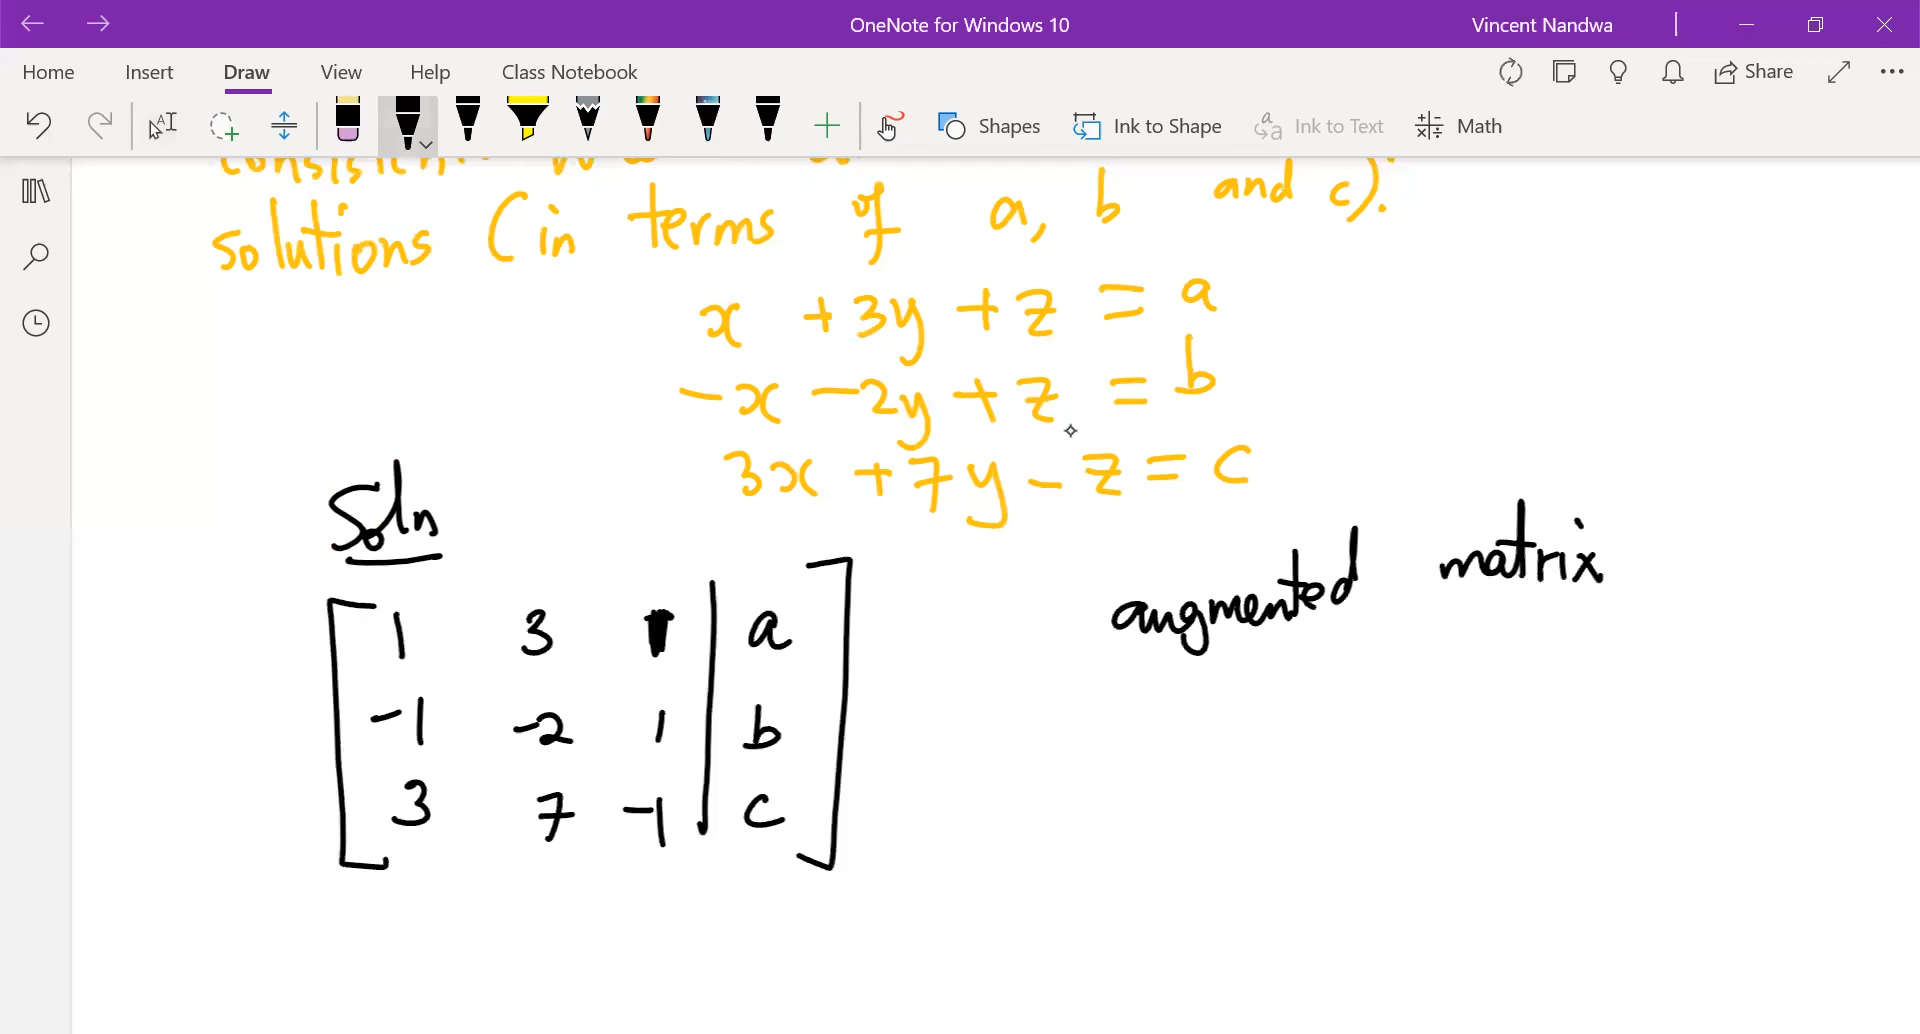 OneNote for Windows 10
Vincent Nandwa
Home Insert Draw View Help Class Notebook Share
Shapes Ink to Shape Ink to Text Math
and c).
solutions (in terms of a, b
x + 3y + z = a
-x - 2y + z = b
3x + 7y - z = c
Soln
augmented matrix
1 3 1 | a
-1 -2 1 | b
3 7 -1 | c